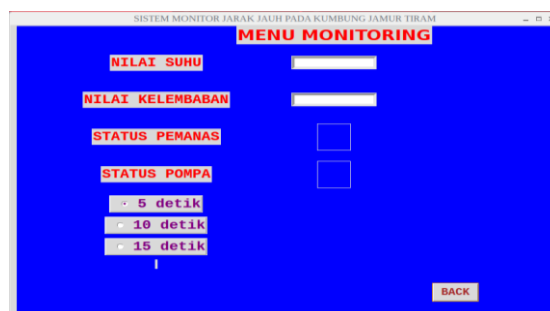 SISTEM MONITOR JARAK JAUH PADA KUMBUNG JAMUR TIRAM
MENU MONITORING
NILAI SUHU
NILAI KELEMBABAN
STATUS PEMANAS
STATUS POMPA
5 detik
10 detik
15 detik
BACK